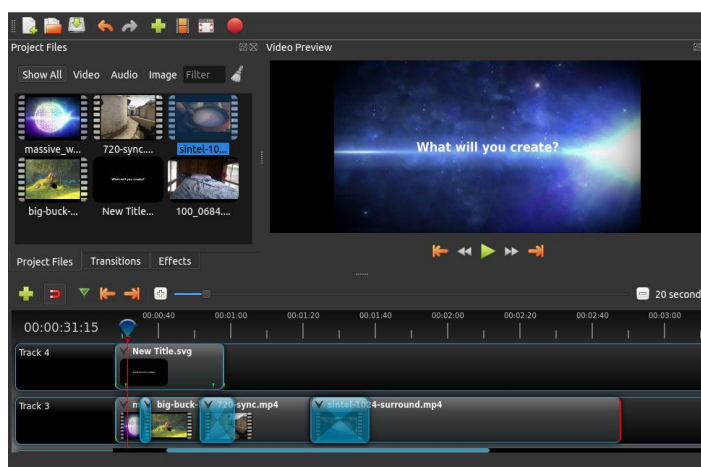 Project Files
Video Preview
Show All Video Audio Image Filter
massive_w... 720-sync.... sintel-10...
What will you create?
big-buck-... New Title... 100_0684....
Project Files Transitions Effects
20 second
00:00:31:15
00:00:40 00:01:00 00:01:20 00:01:40 00:02:00 00:02:20 00:02:40 00:03:00
Track 4
New Title.svg
Track 3
m big-buck- 720-sync.mp4 sintel-1024-surround.mp4